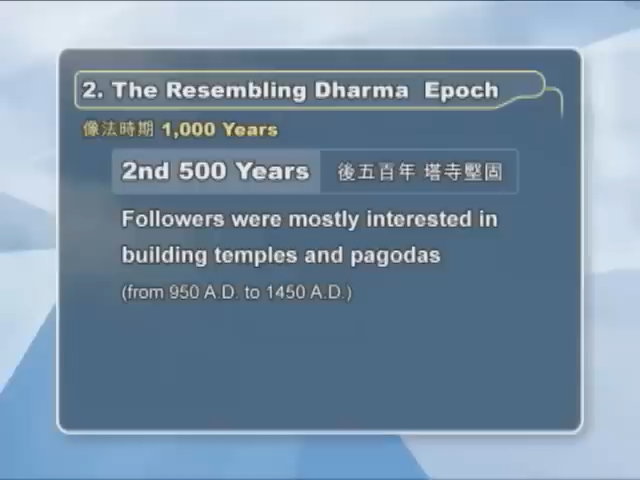 2. The Resembling Dharma Epoch
像法時期 1,000 Years
2nd 500 Years 後五百年 塔寺堅固
Followers were mostly interested in
building temples and pagodas
(from 950 A.D. to 1450 A.D.)